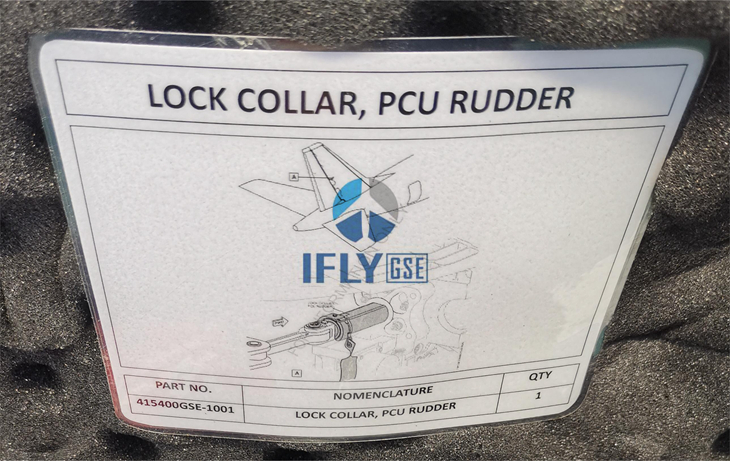 LOCK COLLAR, PCU RUDDER
A
IFLY GSE
A
PART NO.
NOMENCLATURE
QTY
415400GSE-1001
LOCK COLLAR, PCU RUDDER
1